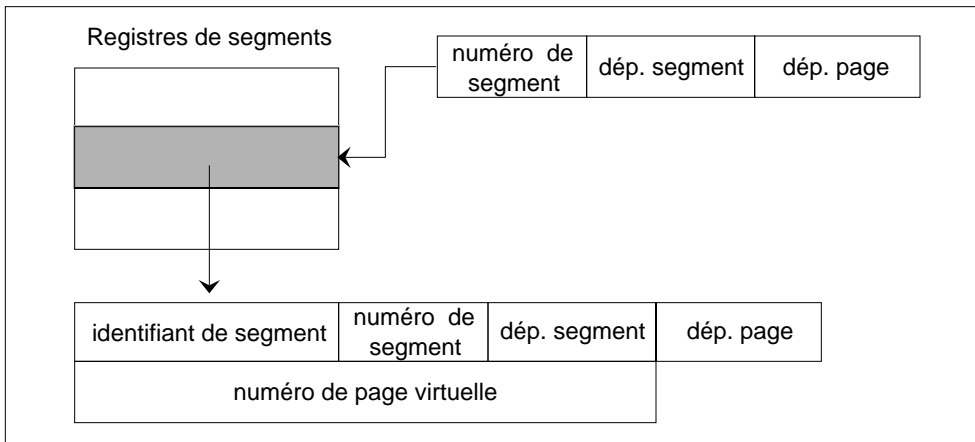 Registres de segments
numéro de
segment
dép. segment
dép. page
identifiant de segment
numéro de
segment
dép. segment
dép. page
numéro de page virtuelle